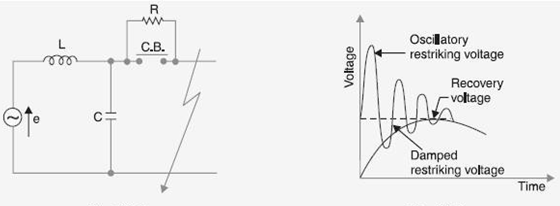 R
L
C.B.
C
e
Voltage
Oscillatory
restriking voltage
Recovery
voltage
Damped
restriking voltage
Time